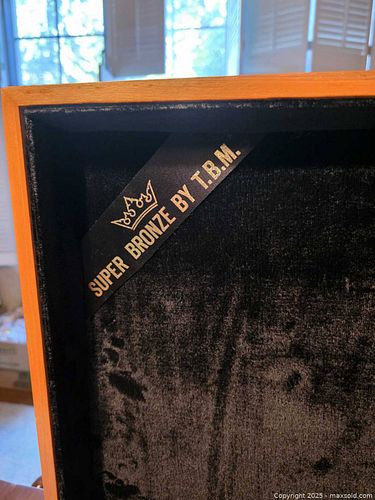 SUPER BRONZE BY T.B.M.
Copyright © 2025 - maxsold.com